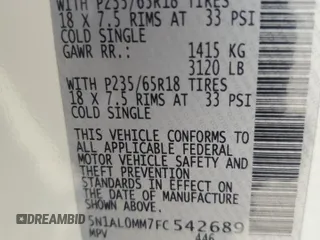 WITH P235/65R18 TIRES
18 X 7.5 RIMS AT 33 PSI
COLD SINGLE
GAWR RR.: 1415 KG
3120 LB
WITH P235/65R18 TIRES
18 X 7.5 RIMS AT 33 PSI
COLD SINGLE
THIS VEHICLE CONFORMS TO
ALL APPLICABLE FEDERAL
MOTOR VEHICLE SAFETY AND
THEFT PREVENTION
STANDARDS IN EFFECT ON
THE DATE OF MANUFACTURE
SHOWN ABOVE.
5N1AL0MM7FC542689
MPV 446
AUTOBIDMASTER